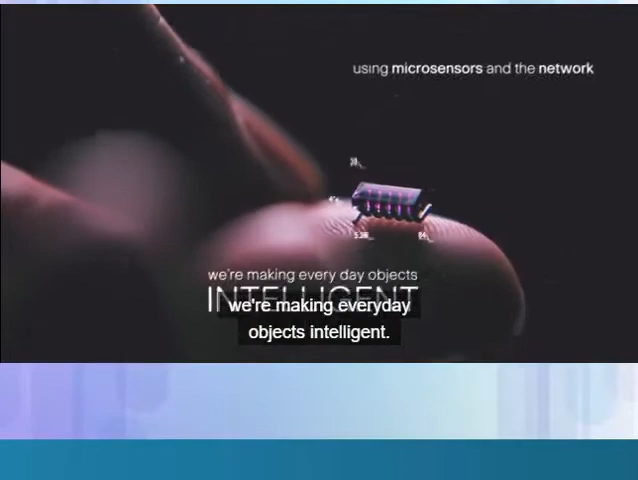 using microsensors and the network
we're making every day objects
INTELLIGENT
we're making everyday
objects intelligent.